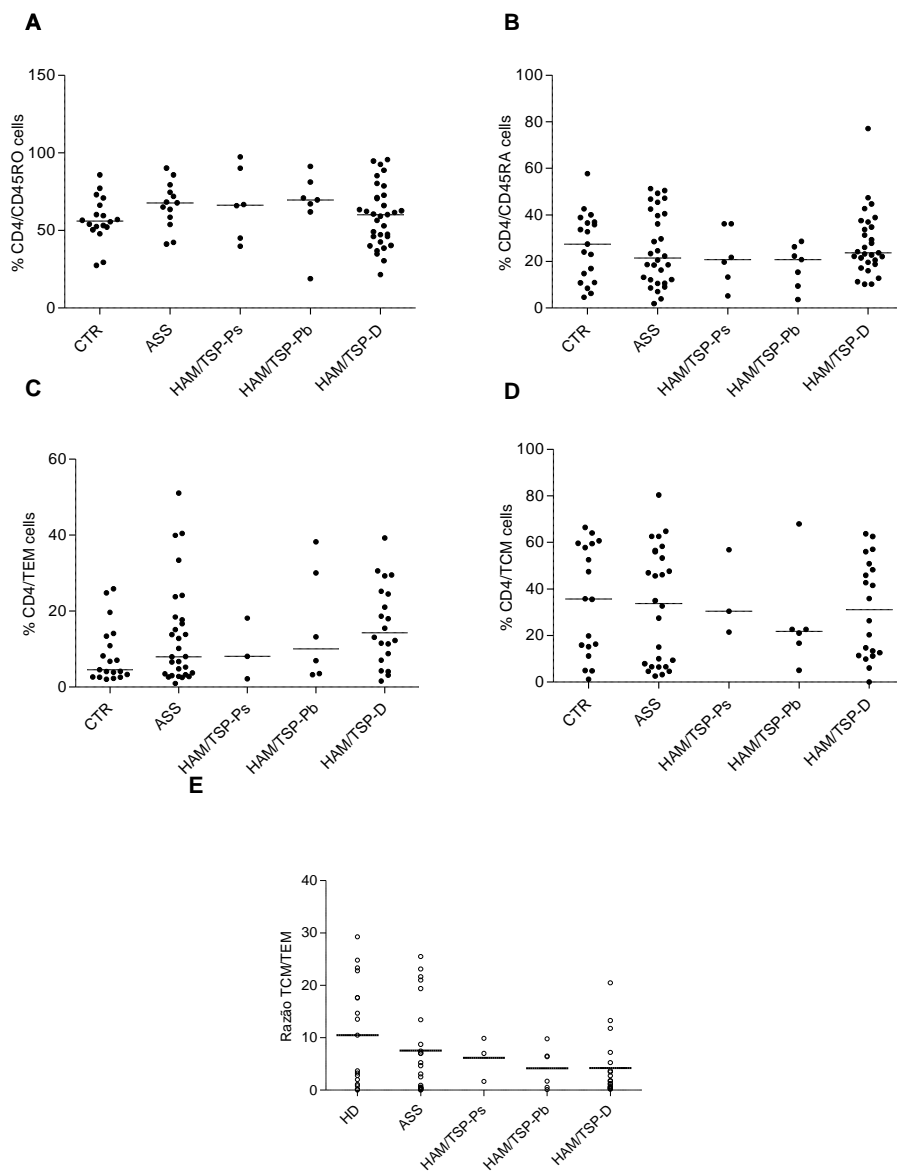 A
% CD4/CD45RO cells
150
100
50
0
CTR
ASS
HAM/TSP-Ps
HAM/TSP-Pb
HAM/TSP-D
B
% CD4/CD45RA cells
100
80
60
40
20
0
CTR
ASS
HAM/TSP-Ps
HAM/TSP-Pb
HAM/TSP-D
C
% CD4/TEM cells
60
40
20
0
CTR
ASS
HAM/TSP-Ps
HAM/TSP-Pb
HAM/TSP-D
D
% CD4/TCM cells
100
80
60
40
20
0
CTR
ASS
HAM/TSP-Ps
HAM/TSP-Pb
HAM/TSP-D
E
Razão TCM/TEM
40
30
20
10
0
HD
ASS
HAM/TSP-Ps
HAM/TSP-Pb
HAM/TSP-D